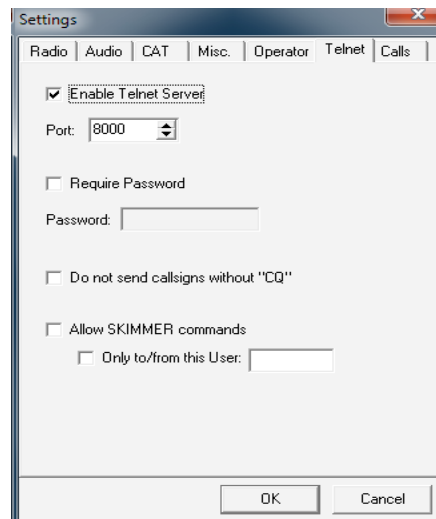 Settings
Radio Audio CAT Misc. Operator Telnet Calls
Enable Telnet Server
Port: 8000
Require Password
Password:
Do not send callsigns without "CQ"
Allow SKIMMER commands
Only to/from this User:
OK Cancel